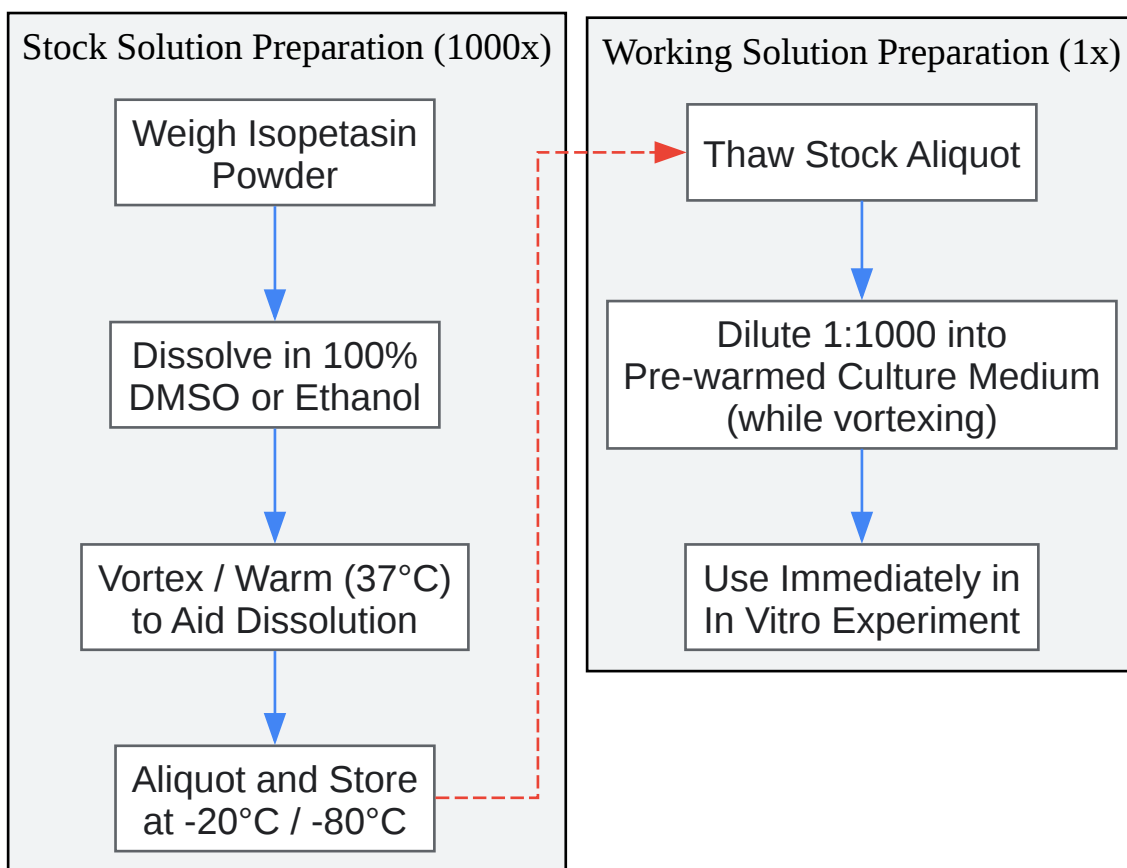 Stock Solution Preparation (1000x)
Weigh Isopetasin
Powder
Dissolve in 100%
DMSO or Ethanol
Vortex / Warm (37°C)
to Aid Dissolution
Aliquot and Store
at -20°C / -80°C
Working Solution Preparation (1x)
Thaw Stock Aliquot
Dilute 1:1000 into
Pre-warmed Culture Medium
(while vortexing)
Use Immediately in
In Vitro Experiment